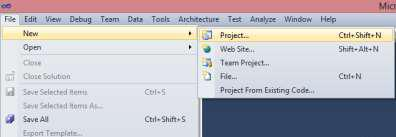 Mic
File Edit View Debug Team Data Tools Architecture Test Analyze Window Help
New
Project... Ctrl+Shift+N
Open
Web Site... Shift+Alt+N
Close
Team Project...
Close Solution
File... Ctrl+N
Save Selected Items Ctrl+S
Project From Existing Code...
Save Selected Items As...
Save All Ctrl+Shift+S
Export Template...